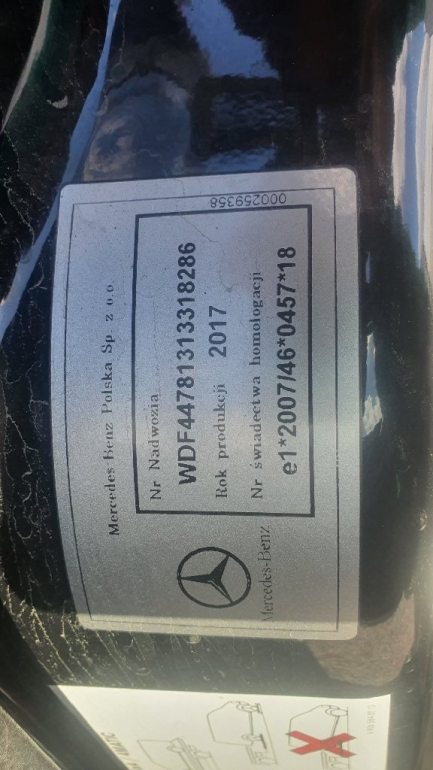 Mercedes-Benz Polska Sp. z o.o.
000259358
Nr Nadwozia
WDF44781313318286
Rok produkcji 2017
Nr świadectwa homologacji
e1*2007/46*0457*18
Mercedes-Benz